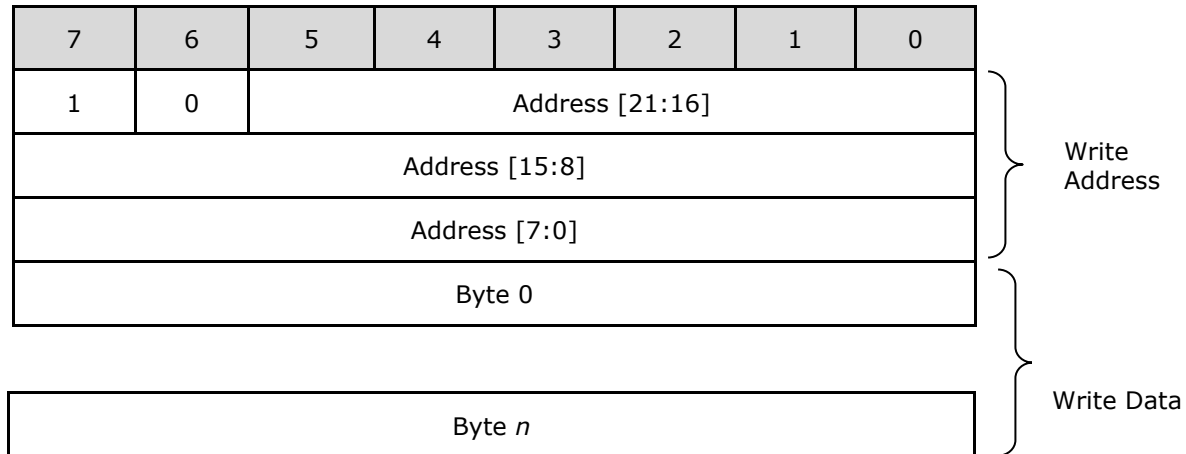 7 6 5 4 3 2 1 0
1 0 Address [21:16]
Address [15:8]
Write
Address
Address [7:0]
Byte 0
Write Data
Byte n